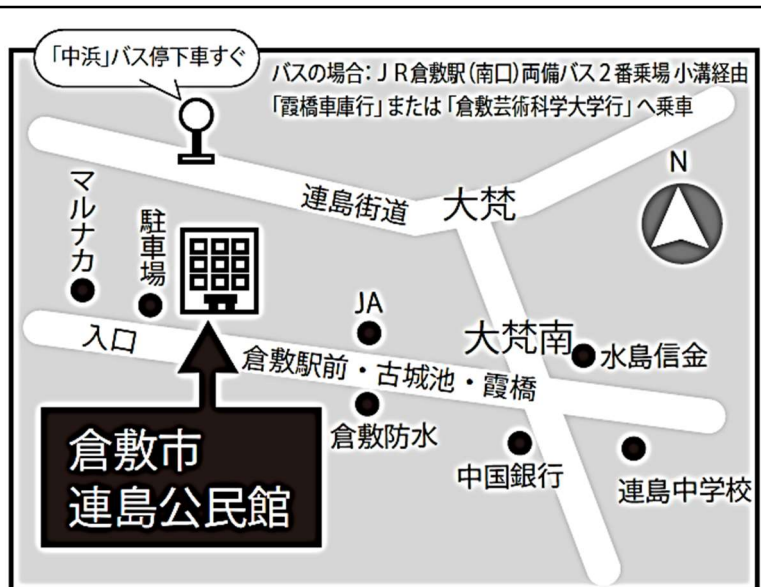 「中浜」バス停下車すぐ
バスの場合：ＪＲ倉敷駅（南口）両備バス２番乗場 小溝経由
「霞橋車庫行」または「倉敷芸術科学大学行」へ乗車
N
連島街道
大梵
マルナカ
駐車場
JA
大梵南
水島信金
入口
倉敷駅前・古城池・霞橋
倉敷防水
中国銀行
連島中学校
倉敷市
連島公民館